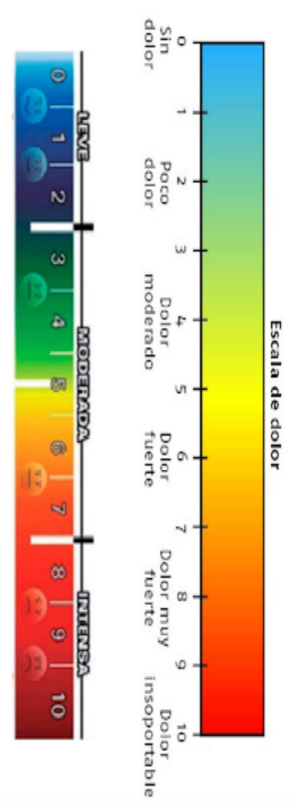 Escala de dolor
0 1 2 3 4 5 6 7 8 9 10
Sin
dolor
Poco
dolor
Dolor
moderado
Dolor
fuerte
Dolor muy
fuerte
Dolor
insoportable
LEVE MODERADA INTENSA
0 1 2 3 4 5 6 7 8 9 10